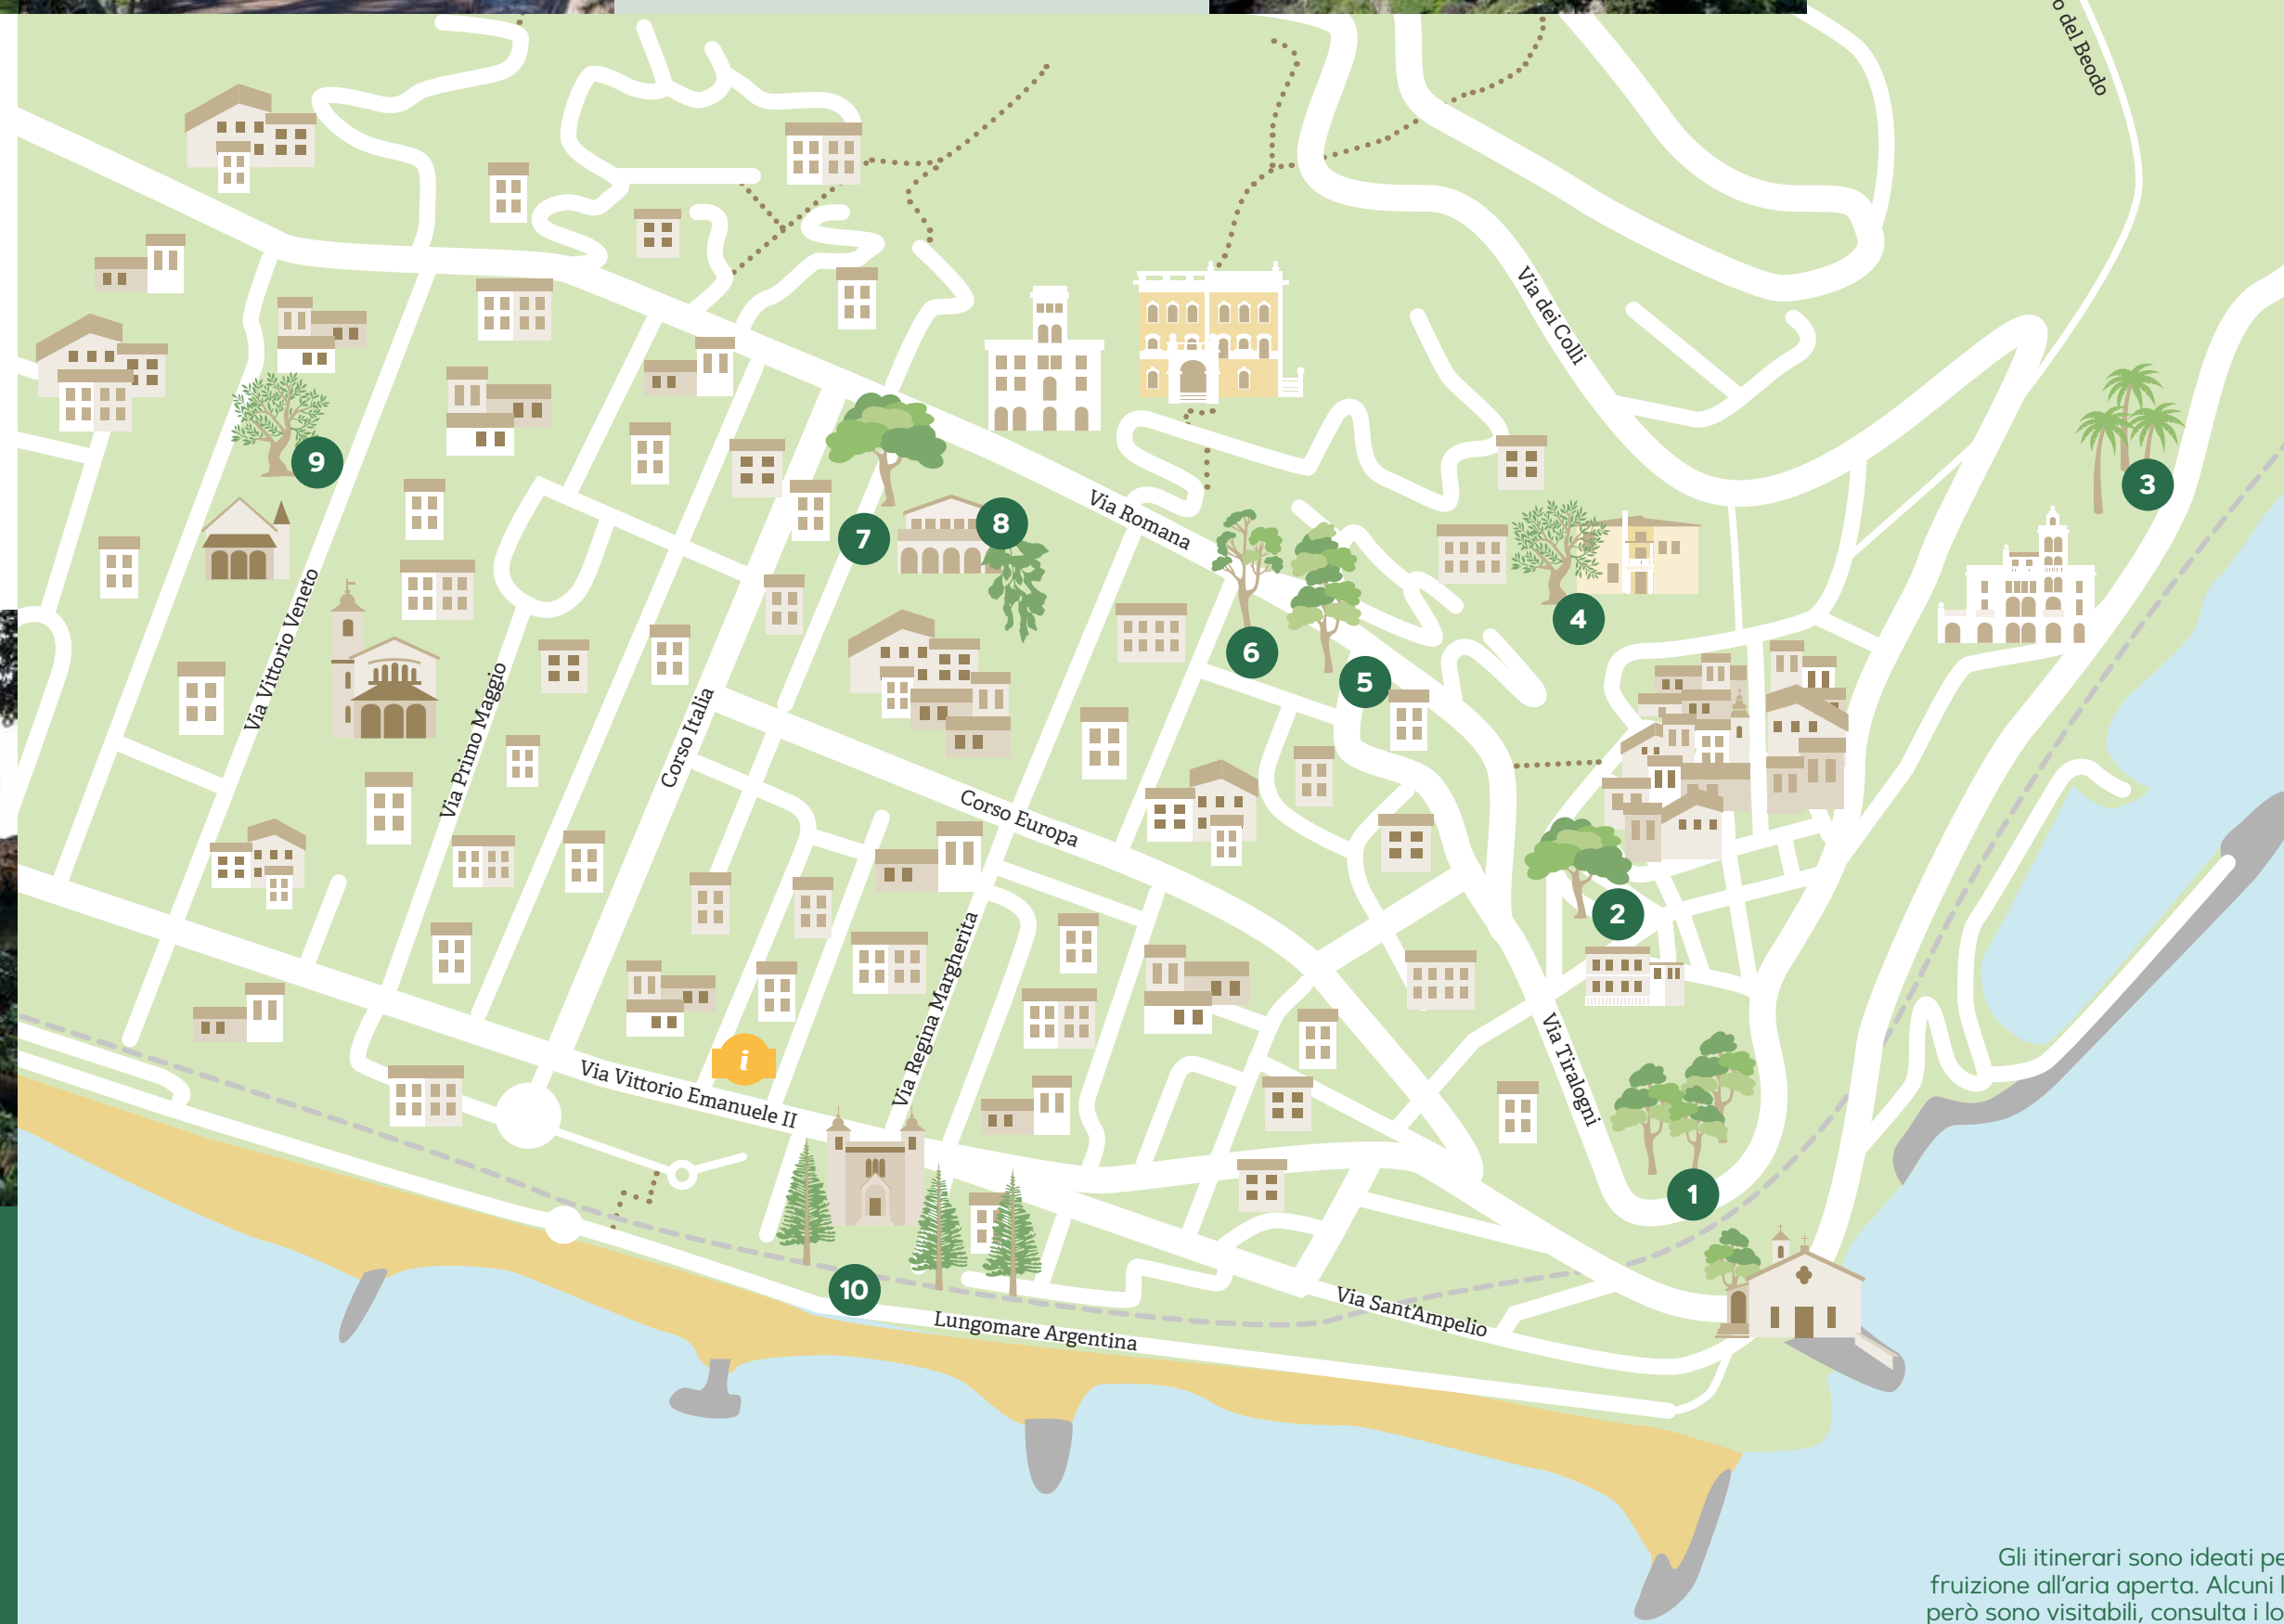 o del Beodo
Via dei Colli
3
9
Via Romana
8
7
4
6
5
Via Vittorio Veneto
Via Primo Maggio
Corso Italia
Corso Europa
2
Via Regina Margherita
Via Tiralogni
i
Via Vittorio Emanuele II
1
10
Via Sant'Ampelio
Lungomare Argentina
Gli itinerari sono ideati pe
fruizione all'aria aperta. Alcuni l
però sono visitabili, consulta i lo